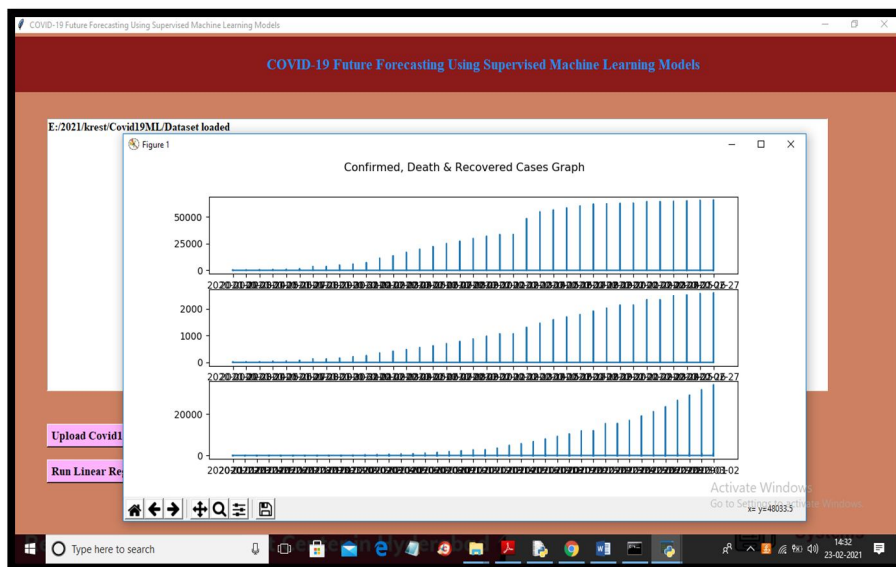 COVID-19 Future Forecasting Using Supervised Machine Learning Models
COVID-19 Future Forecasting Using Supervised Machine Learning Models
E:/2021/krest/Covid19ML/Dataset loaded
Figure 1
Confirmed, Death & Recovered Cases Graph
50000
25000
0
2000
1000
0
20000
0
Upload Covid1
Run Linear Re
Activate Windows
Go to Settings to activate Windows.
x= y=48033.5
Type here to search
14:32
23-02-2021